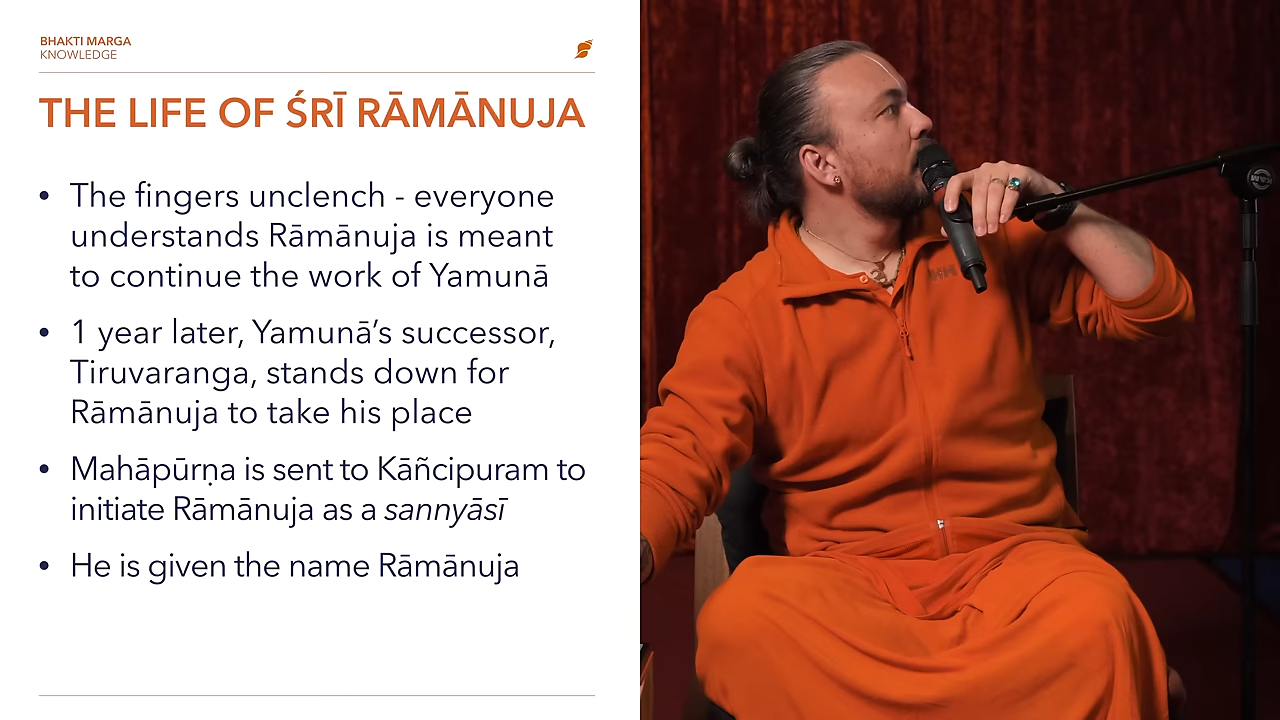 BHAKTI MARGA
KNOWLEDGE
THE LIFE OF ŚRĪ RĀMĀNUJA
• The fingers unclench - everyone
understands Rāmānuja is meant
to continue the work of Yamunā
• 1 year later, Yamunā’s successor,
Tiruvaranga, stands down for
Rāmānuja to take his place
• Mahāpūrṇa is sent to Kāñcipuram to
initiate Rāmānuja as a sannyāsī
• He is given the name Rāmānuja
HH
K&M